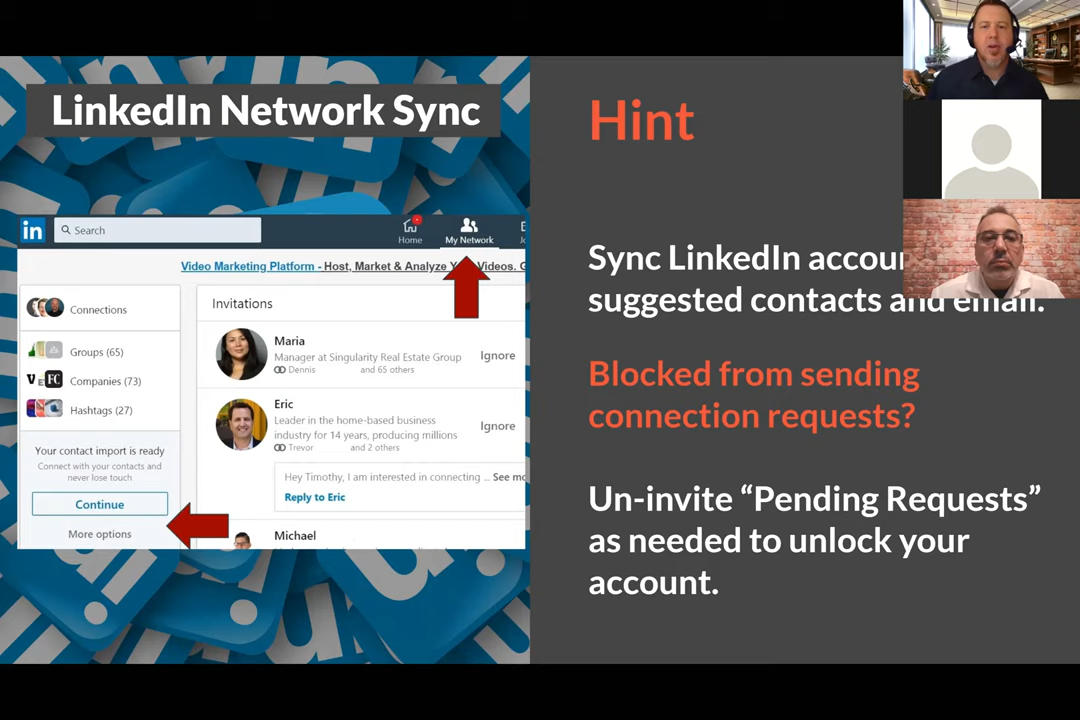 LinkedIn Network Sync
in
Search
Home
My Network
Video Marketing Platform - Host, Market & Analyze Videos.
Connections
Groups (65)
Companies (73)
Hashtags (27)
Your contact import is ready
Connect with your contacts and
never lose touch
Continue
More options
Invitations
Maria
Manager at Singularity Real Estate Group
Dennis and 65 others
Ignore
Eric
Leader in the home-based business
industry for 14 years, producing millions
Trevor and 2 others
Ignore
Hey Timothy, I am interested in connecting ... See
Reply to Eric
Michael
Hint
Sync LinkedIn
suggested contacts and email.
Blocked from sending
connection requests?
Un-invite “Pending Requests”
as needed to unlock your
account.